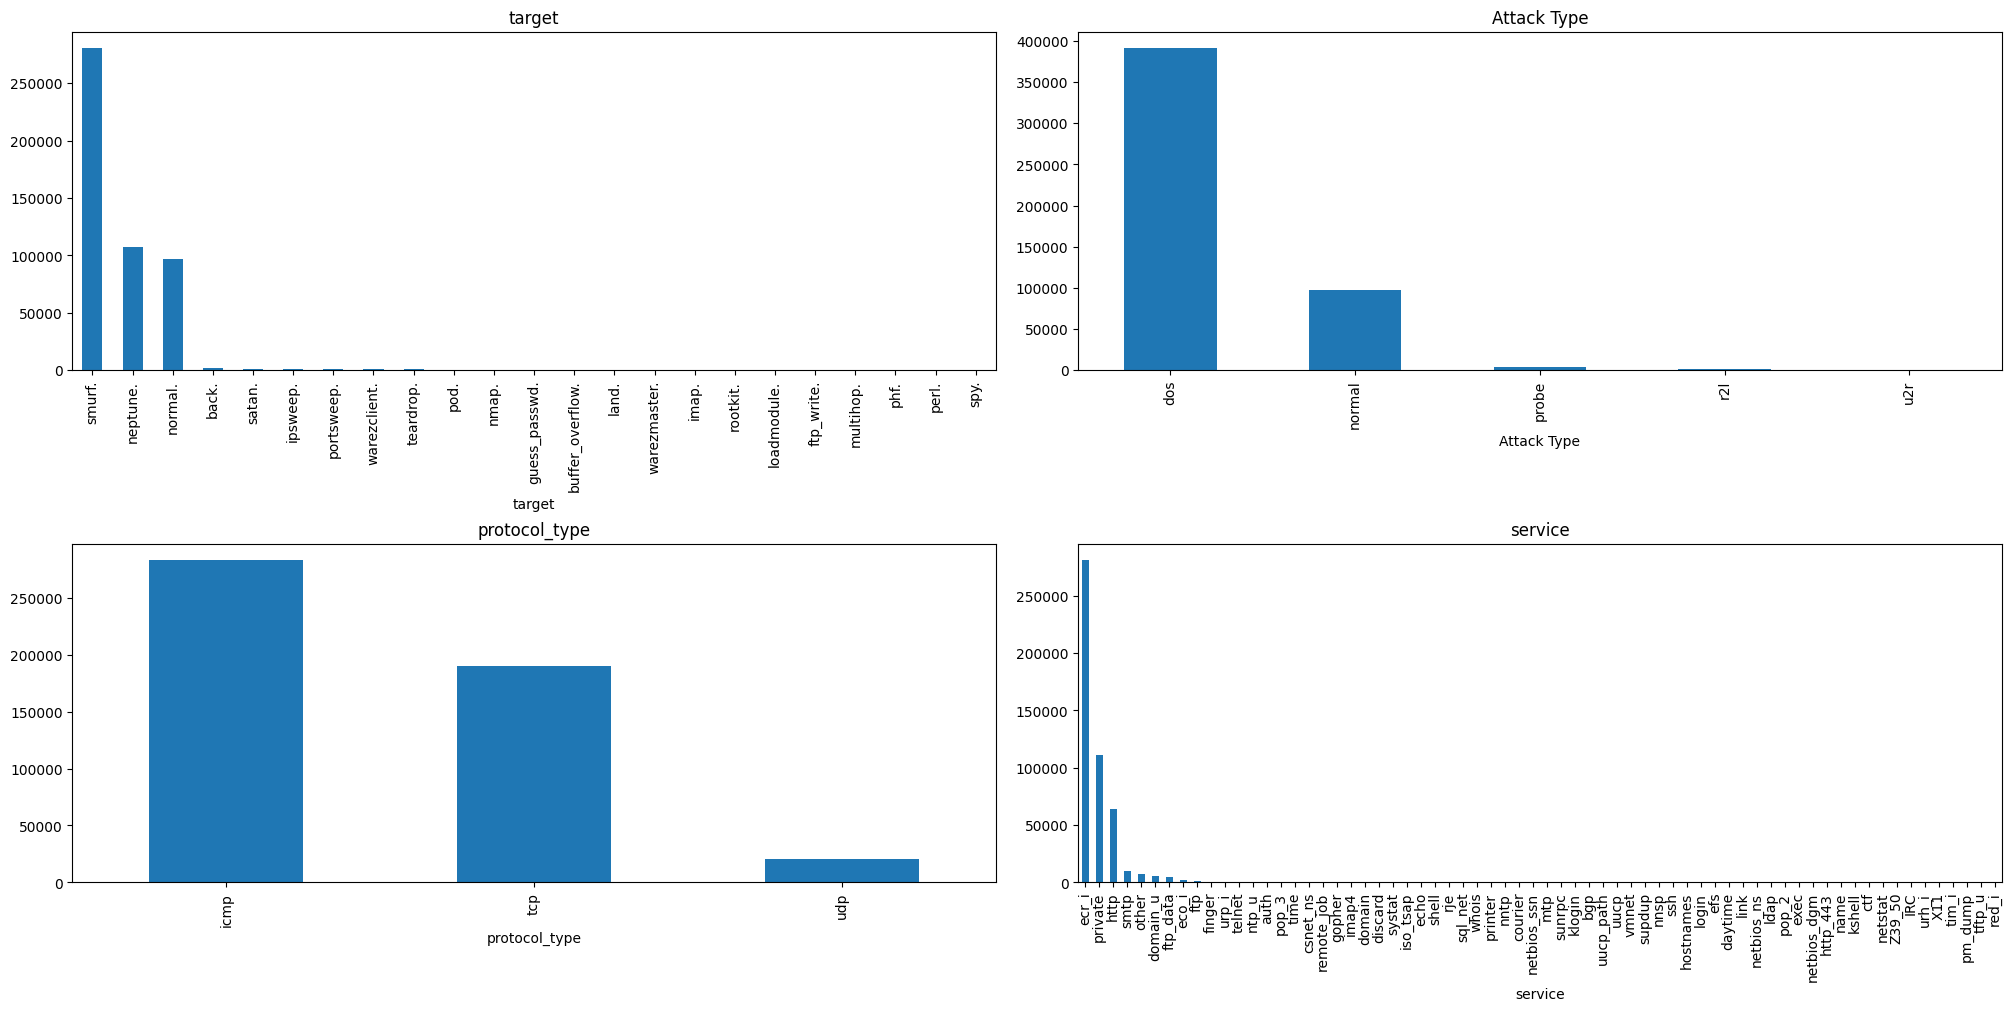 target
250000
200000
150000
100000
50000
0
smurf.
neptune.
normal.
back.
satan.
ipsweep.
portsweep.
warezclient.
teardrop.
pod.
nmap.
guess_passwd.
buffer_overflow.
land.
warezmaster.
imap.
rootkit.
loadmodule.
ftp_write.
multihop.
phf.
perl.
spy.
target
Attack Type
400000
350000
300000
250000
200000
150000
100000
50000
0
dos
normal
probe
r2l
u2r
Attack Type
protocol_type
250000
200000
150000
100000
50000
0
icmp
tcp
udp
protocol_type
service
250000
200000
150000
100000
50000
0
ecr_i
private
http
smtp
other
domain_u
ftp_data
eco_i
ftp
finger
urp_i
telnet
ntp_u
auth
pop_3
time
csnet_ns
remote_job
gopher
imap4
domain
discard
systat
iso_tsap
echo
shell
rje
sql_net
whois
printer
nntp
courier
netbios_ssn
mtp
sunrpc
klogin
bgp
uucp_path
uucp
vmnet
supdup
nnsp
ssh
hostnames
login
efs
daytime
link
netbios_ns
ldap
pop_2
exec
netbios_dgm
http_443
name
kshell
ctf
netstat
Z39_50
IRC
urh_i
X11
tim_i
pm_dump
tftp_u
red_i
service